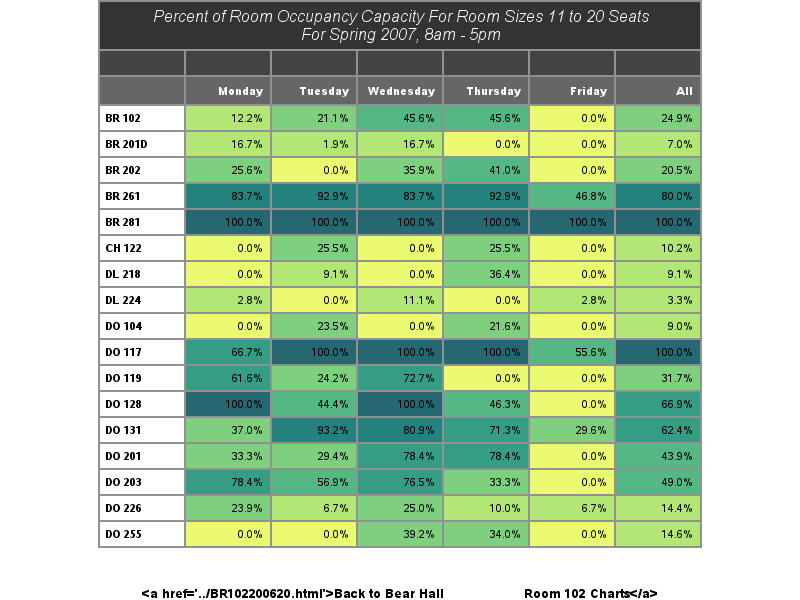 Percent of Room Occupancy Capacity For Room Sizes 11 to 20 Seats
For Spring 2007, 8am - 5pm
Monday Tuesday Wednesday Thursday Friday All
BR 102 12.2% 21.1% 45.6% 45.6% 0.0% 24.9%
BR 201D 16.7% 1.9% 16.7% 0.0% 0.0% 7.0%
BR 202 25.6% 0.0% 35.9% 41.0% 0.0% 20.5%
BR 261 83.7% 92.9% 83.7% 92.9% 46.8% 80.0%
BR 281 100.0% 100.0% 100.0% 100.0% 100.0% 100.0%
CH 122 0.0% 25.5% 0.0% 25.5% 0.0% 10.2%
DL 218 0.0% 9.1% 0.0% 36.4% 0.0% 9.1%
DL 224 2.8% 0.0% 11.1% 0.0% 2.8% 3.3%
DO 104 0.0% 23.5% 0.0% 21.6% 0.0% 9.0%
DO 117 66.7% 100.0% 100.0% 100.0% 55.6% 100.0%
DO 119 61.6% 24.2% 72.7% 0.0% 0.0% 31.7%
DO 128 100.0% 44.4% 100.0% 46.3% 0.0% 66.9%
DO 131 37.0% 93.2% 80.9% 71.3% 29.6% 62.4%
DO 201 33.3% 29.4% 78.4% 78.4% 0.0% 43.9%
DO 203 78.4% 56.9% 76.5% 33.3% 0.0% 49.0%
DO 226 23.9% 6.7% 25.0% 10.0% 6.7% 14.4%
DO 255 0.0% 0.0% 39.2% 34.0% 0.0% 14.6%
<a href='../BR102200620.html'>Back to Bear Hall Room 102 Charts</a>